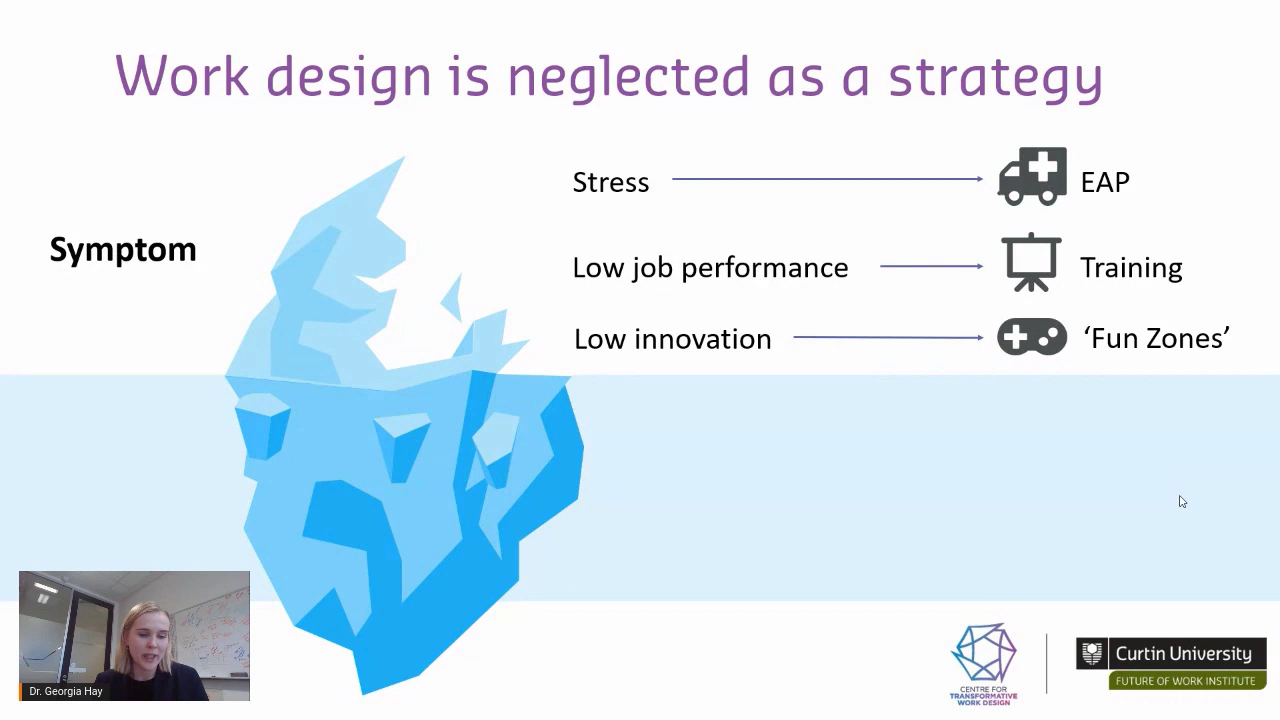 Work design is neglected as a strategy
Symptom
Stress
EAP
Low job performance
Training
Low innovation
‘Fun Zones’
Dr. Georgia Hay
CENTRE FOR
TRANSFORMATIVE
WORK DESIGN
Curtin University
FUTURE OF WORK INSTITUTE